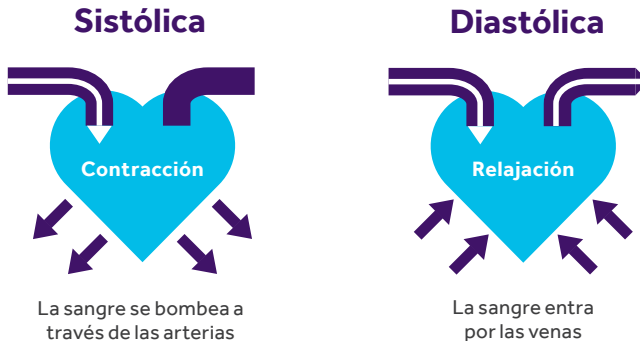 Sistólica
Contracción
La sangre se bombea a
través de las arterias
Diastólica
Relajación
La sangre entra
por las venas